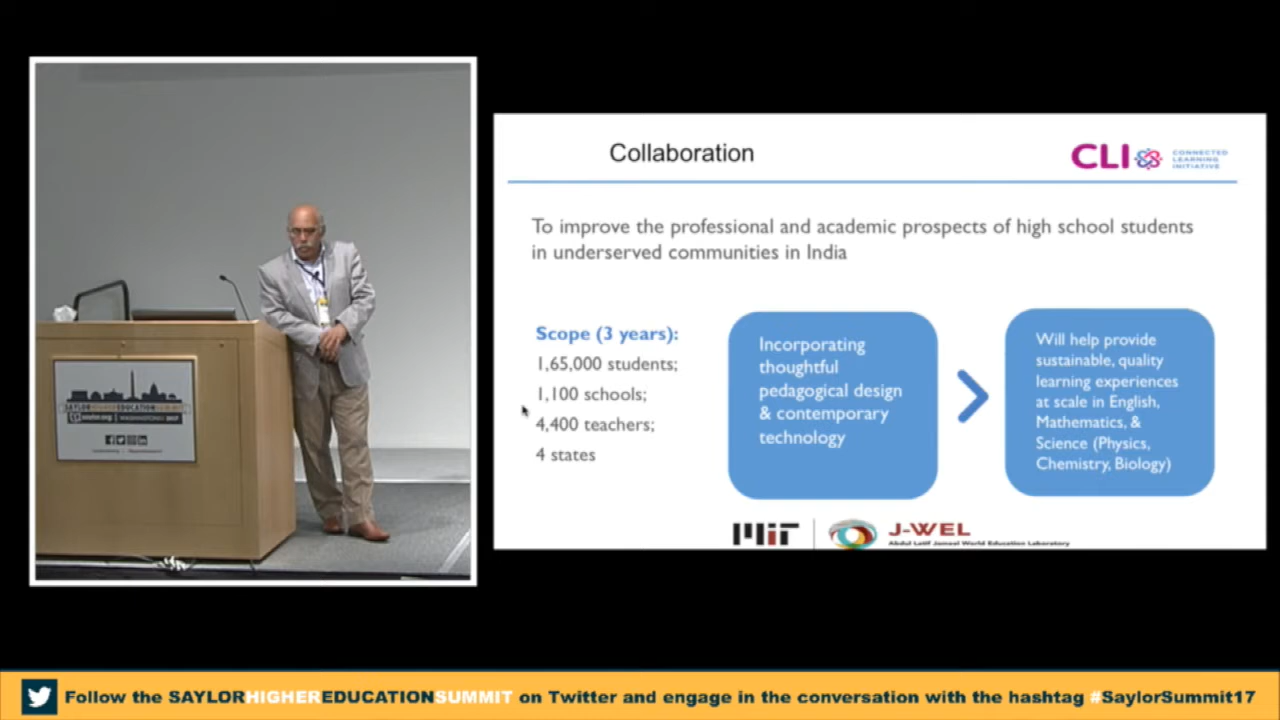 SAYLORHIGHEREDUCATIONSUMMIT
Collaboration
CLI
CONNECTED
LEARNING
INITIATIVE
To improve the professional and academic prospects of high school students
in underserved communities in India
Scope (3 years):
1,65,000 students;
1,100 schools;
4,400 teachers;
4 states
Incorporating
thoughtful
pedagogical design
& contemporary
technology
Will help provide
sustainable, quality
learning experiences
at scale in English,
Mathematics, &
Science (Physics,
Chemistry, Biology)
MIT
J-WEL
Abdul Latif Jameel World Education Laboratory
Follow the SAYLORHIGHEREDUCATIONSUMMIT on Twitter and engage in the conversation with the hashtag #SaylorSummit17